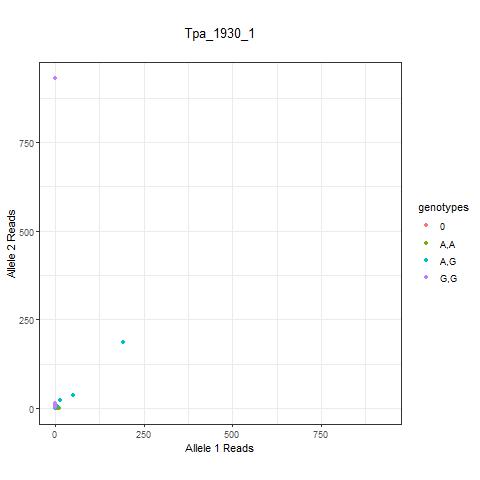 Tpa_1930_1
Allele 2 Reads
750
500
250
0
0
250
500
750
Allele 1 Reads
genotypes
0
A,A
A,G
G,G